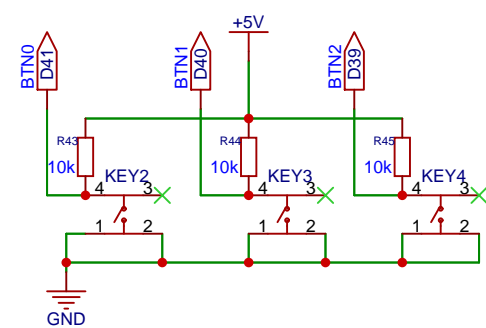 +5V
BTN0
D41
BTN1
D40
BTN2
D39
R43
10k
R44
10k
R45
10k
KEY2
4
3
1
2
KEY3
4
3
1
2
KEY4
4
3
1
2
GND